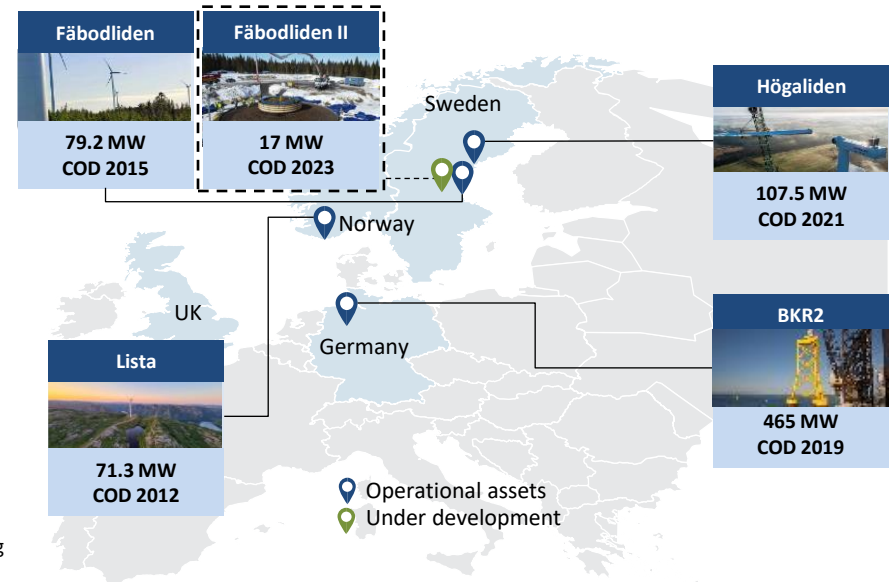 Fäbodliden
79.2 MW
COD 2015
Fäbodliden II
17 MW
COD 2023
Sweden
Högaliden
107.5 MW
COD 2021
Norway
UK
Germany
Lista
71.3 MW
COD 2012
BKR2
465 MW
COD 2019
Operational assets
Under development
g